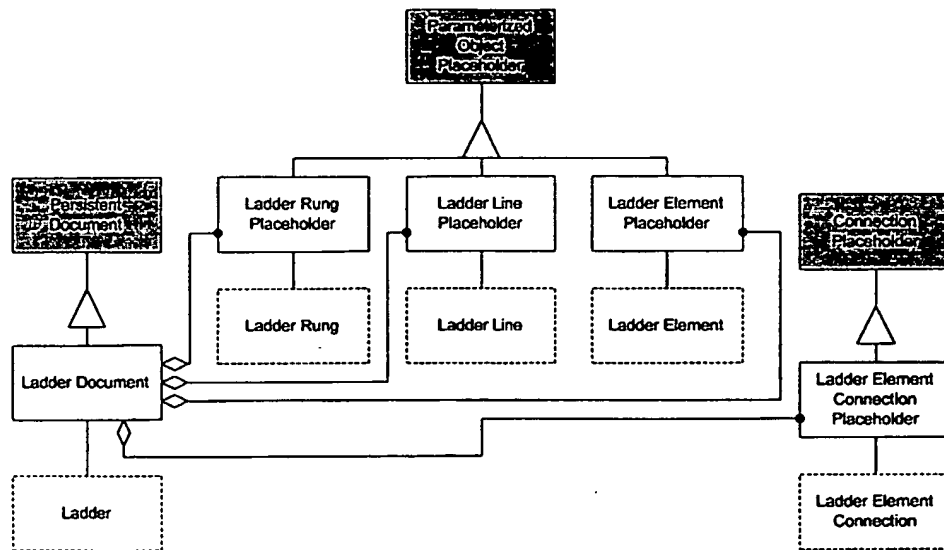 Parameterized
Object
Placeholder
Ladder Rung
Placeholder
Ladder Line
Placeholder
Ladder Element
Placeholder
Persistent
Document
Connection
Placeholder
Ladder Rung
Ladder Line
Ladder Element
Ladder Document
Ladder Element
Connection
Placeholder
Ladder
Ladder Element
Connection